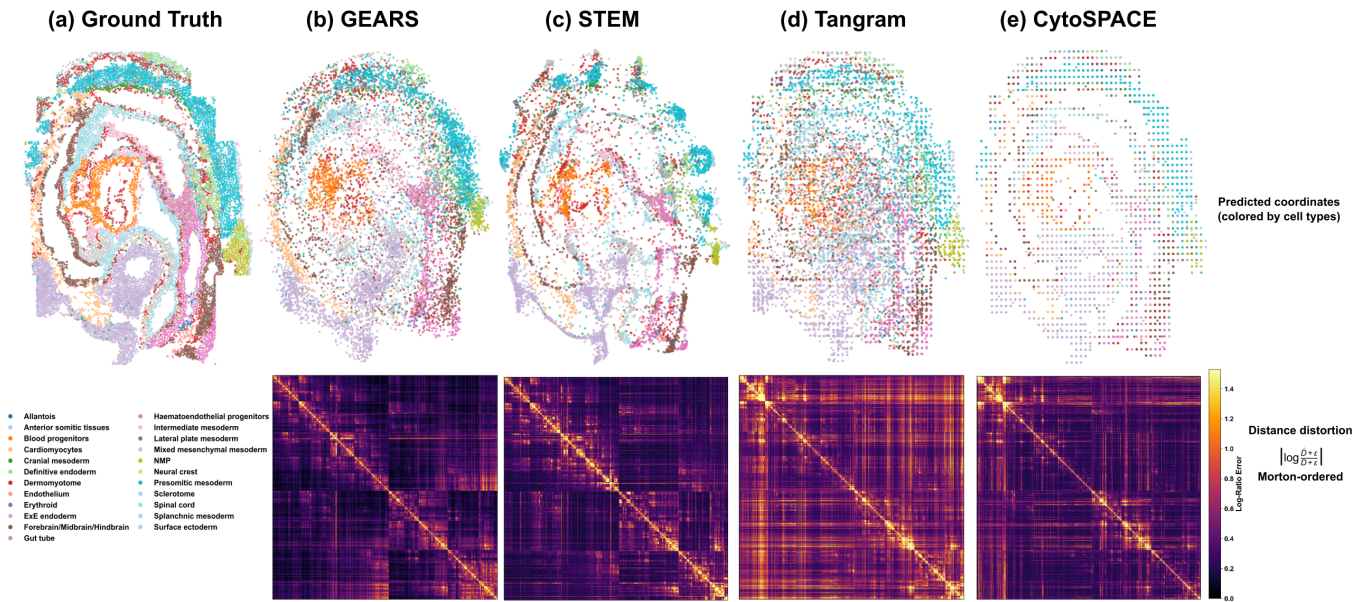 (a) Ground Truth
(b) GEARS
(c) STEM
(d) Tangram
(e) CytoSPACE
Predicted coordinates
(colored by cell types)
Allantois
Anterior somitic tissues
Blood progenitors
Cardiomyocytes
Cranial mesoderm
Definitive endoderm
Dermomyotome
Endothelium
Erythroid
ExE endoderm
Forebrain/Midbrain/Hindbrain
Gut tube
Haematoendothelial progenitors
Intermediate mesoderm
Lateral plate mesoderm
Mixed mesenchymal mesoderm
NMP
Neural crest
Presomitic mesoderm
Sclerotome
Spinal cord
Splanchnic mesoderm
Surface ectoderm
1.4
1.2
1.0
0.8
0.6
0.4
0.2
0.0
Log-Ratio Error
Distance distortion
|log D̂+ε / D+ε|
Morton-ordered